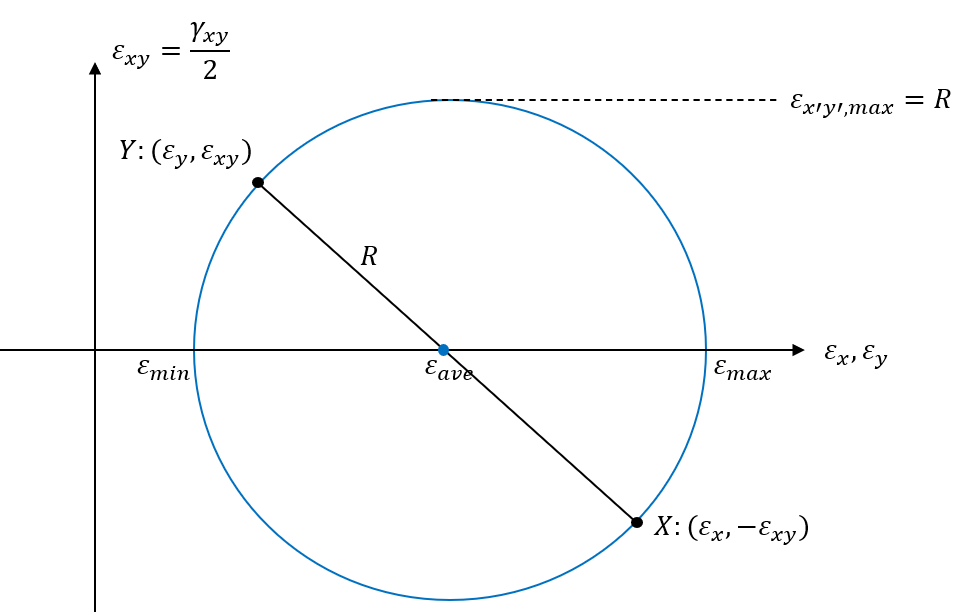 εxy = γxy/2
εx′y′,max = R
Y: (εy, εxy)
R
εmin
εave
εmax
εx, εy
X: (εx, −εxy)